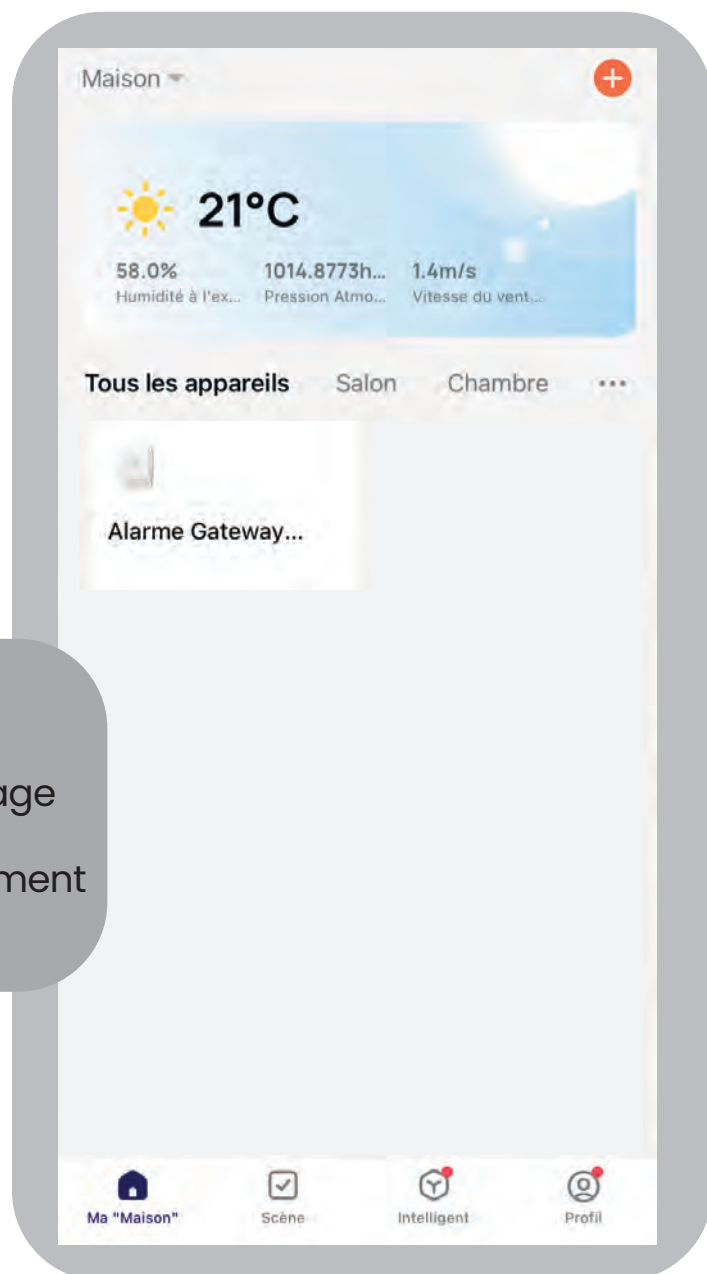 Maison
21°C
58.0% 1014.8773h... 1.4m/s
Humidité à l'ex... Pression Atmo... Vitesse du vent...
Tous les appareils Salon Chambre ...
Alarme Gateway...
age
ment
Ma "Maison" Scène Intelligent Profil